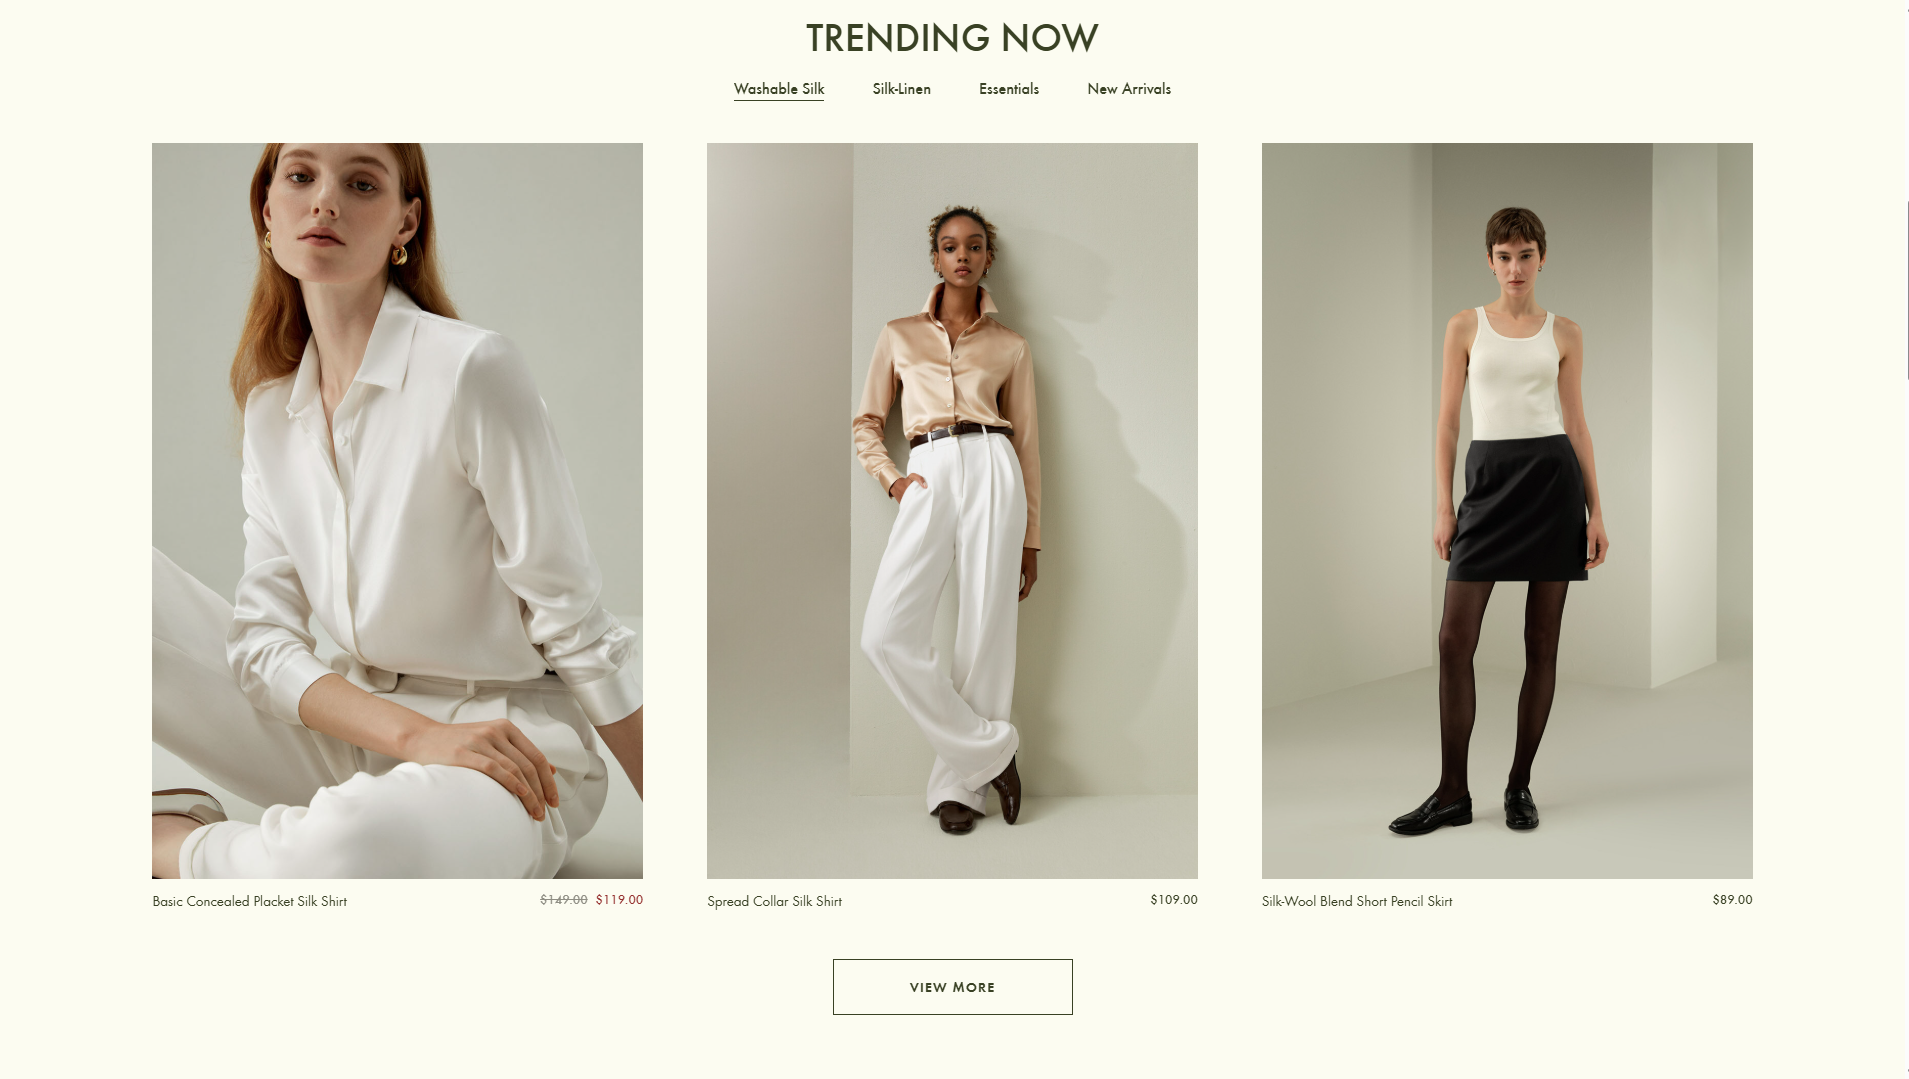 TRENDING NOW
Washable Silk Silk-Linen Essentials New Arrivals
Basic Concealed Placket Silk Shirt $149.00 $119.00
Spread Collar Silk Shirt $109.00
Silk-Wool Blend Short Pencil Skirt $89.00
VIEW MORE